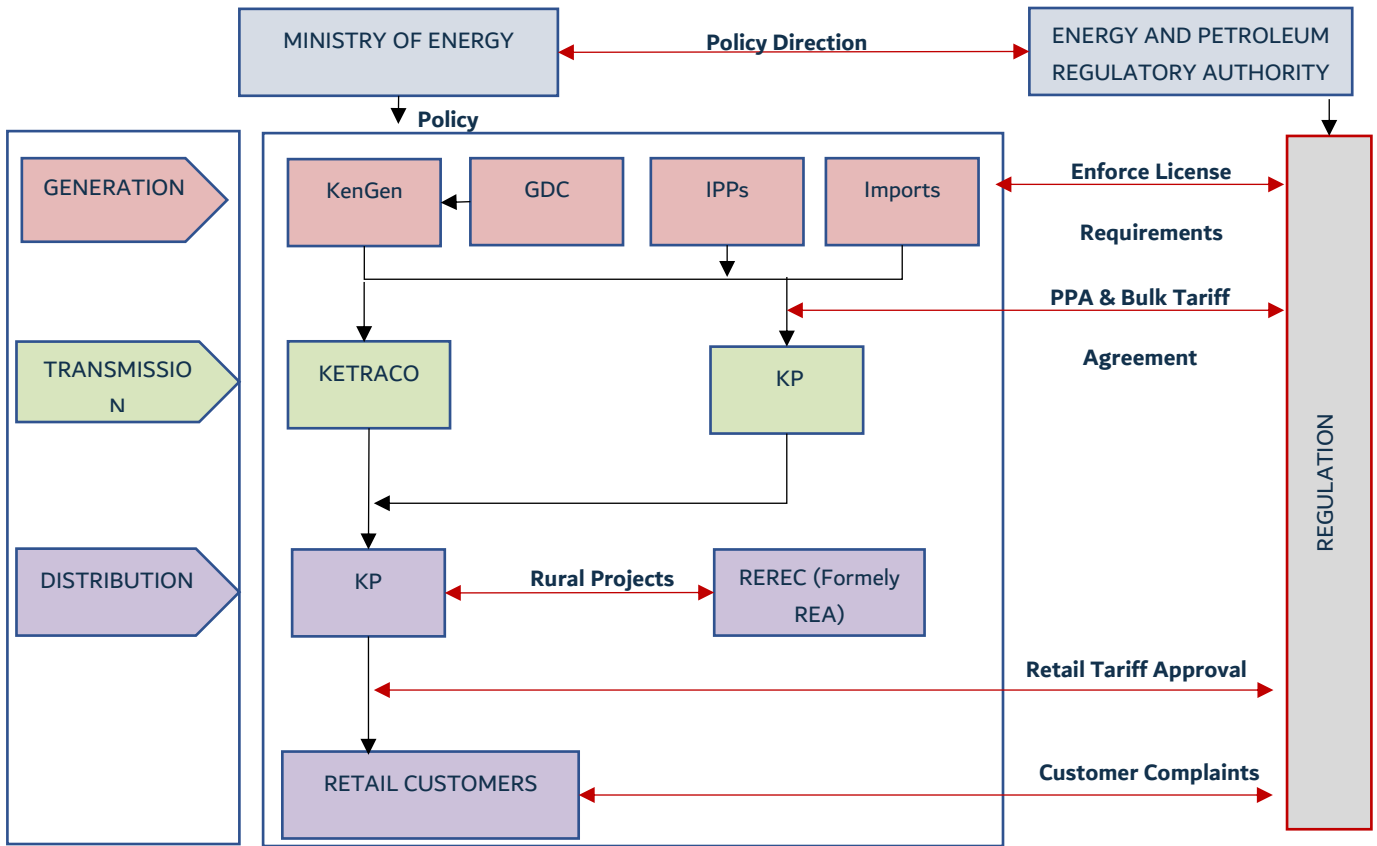 MINISTRY OF ENERGY
Policy Direction
ENERGY AND PETROLEUM
REGULATORY AUTHORITY
Policy
GENERATION
KenGen
GDC
IPPs
Imports
Enforce License
Requirements
PPA & Bulk Tariff
Agreement
TRANSMISSIO
N
KETRACO
KP
REGULATION
DISTRIBUTION
KP
Rural Projects
REREC (Formely
REA)
Retail Tariff Approval
RETAIL CUSTOMERS
Customer Complaints